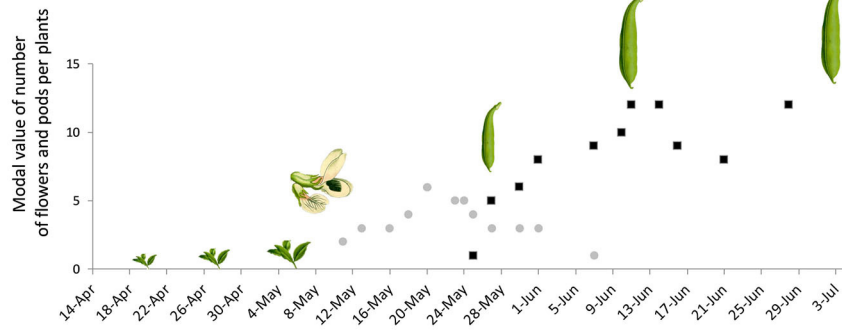 Modal value of number
of flowers and pods per plants
15
10
5
0
14-Apr
18-Apr
22-Apr
26-Apr
30-Apr
4-May
8-May
12-May
16-May
20-May
24-May
28-May
1-Jun
5-Jun
9-Jun
13-Jun
17-Jun
21-Jun
25-Jun
29-Jun
3-Jul